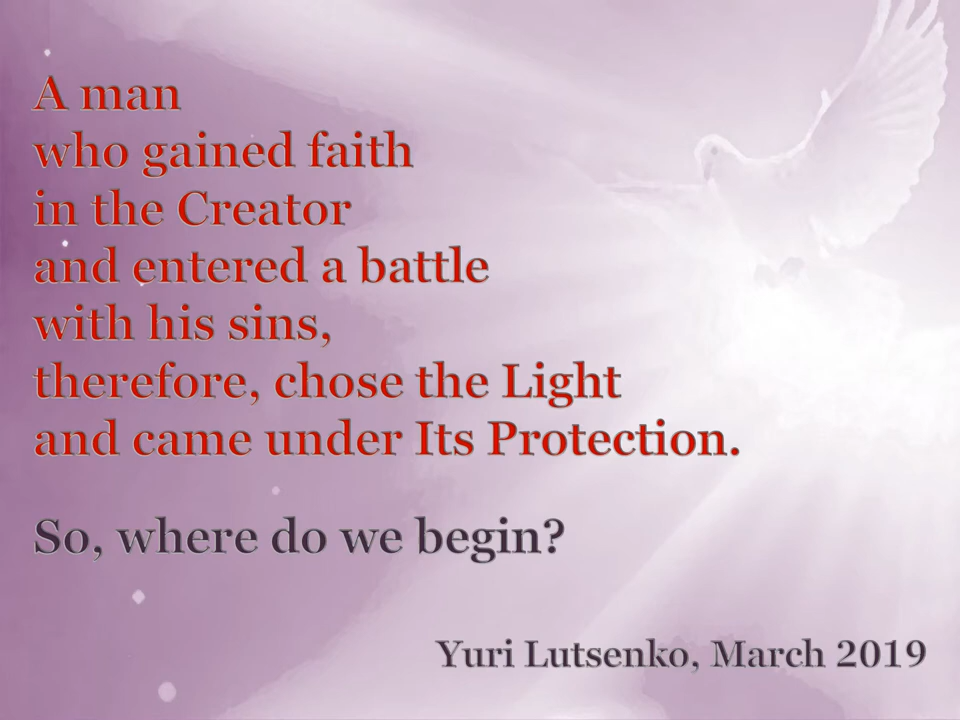 A man
who gained faith
in the Creator
and entered a battle
with his sins,
therefore, chose the Light
and came under Its Protection.
So, where do we begin?
Yuri Lutsenko, March 2019